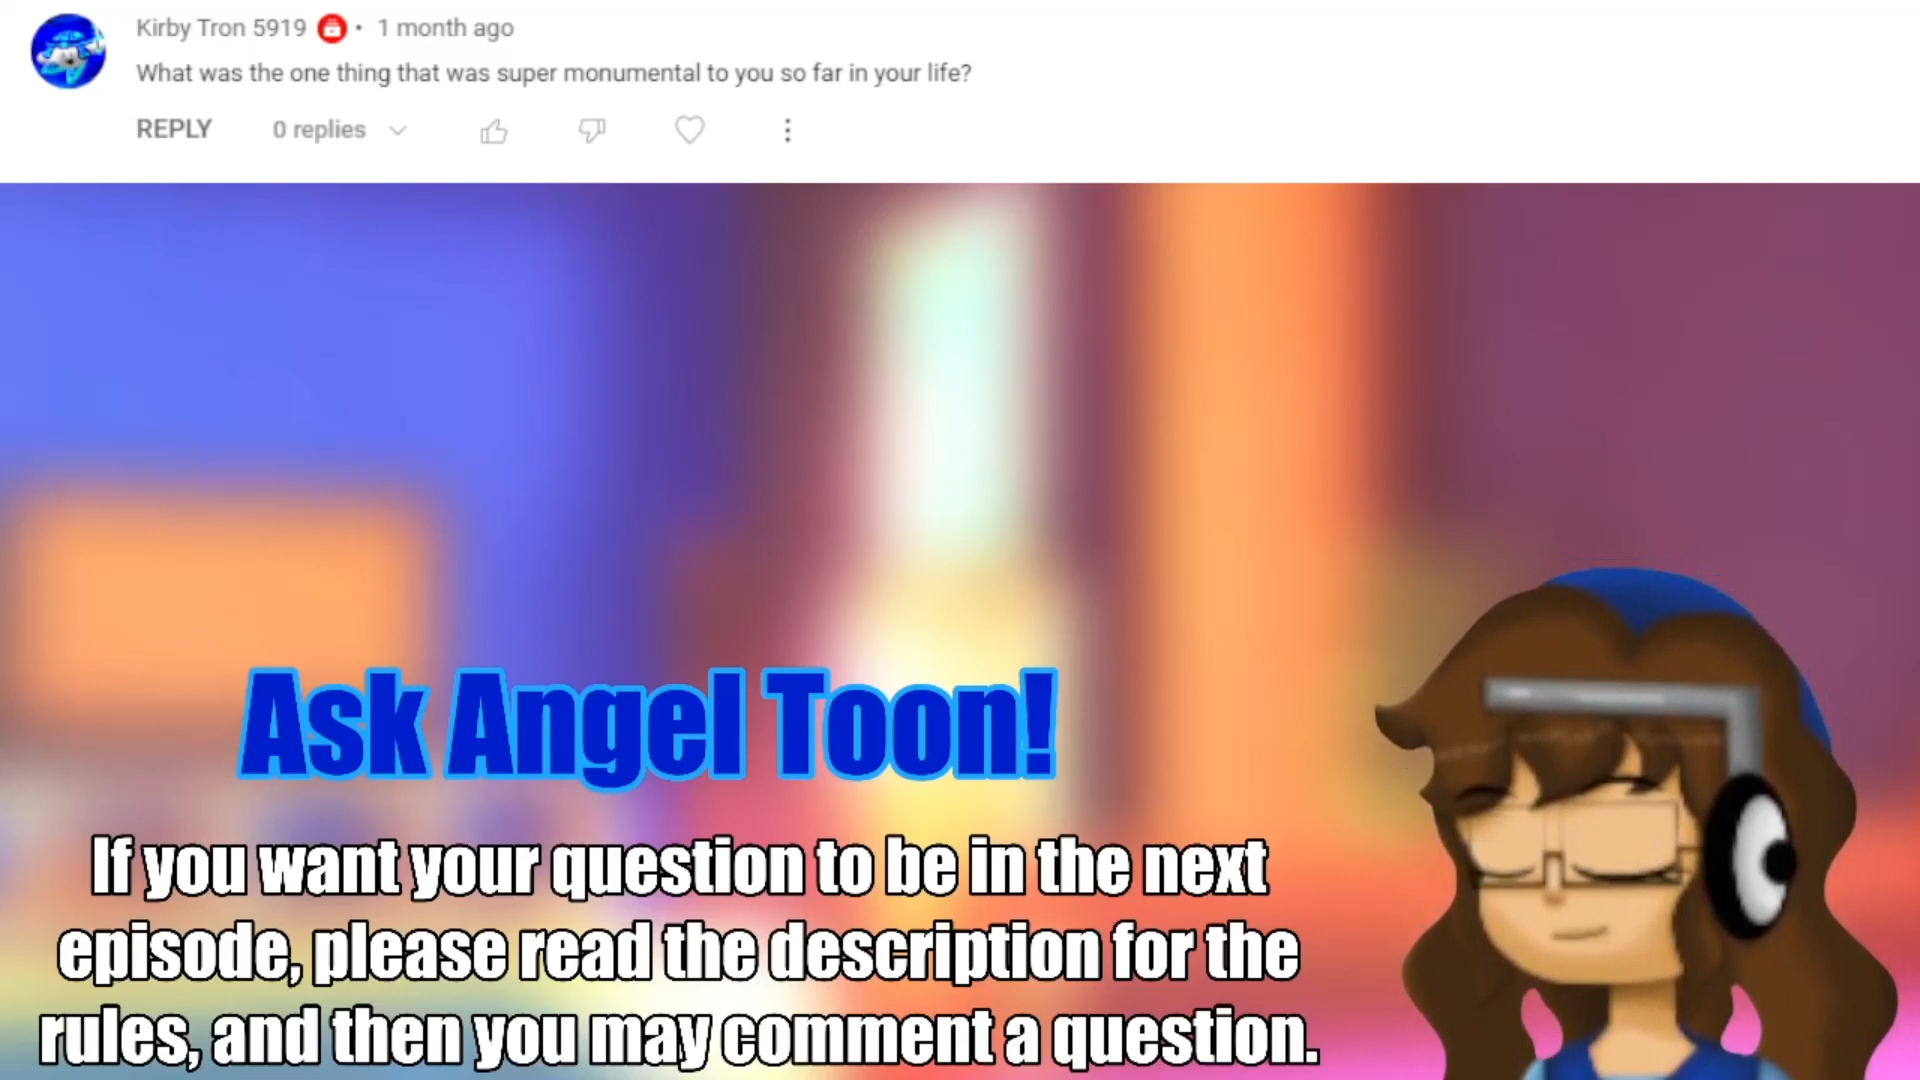 Kirby Tron 5919 • 1 month ago
What was the one thing that was super monumental to you so far in your life?
REPLY 0 replies
Ask Angel Toon!
If you want your question to be in the next
episode, please read the description for the
rules, and then you may comment a question.